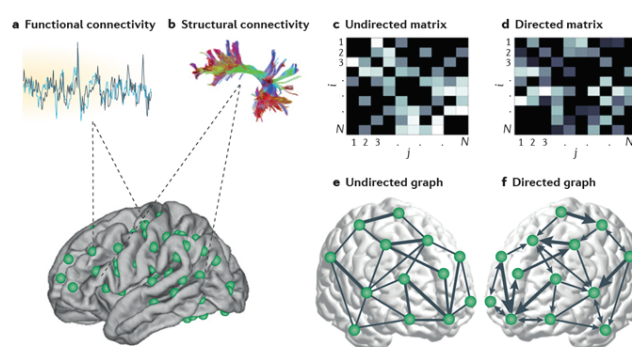 a Functional connectivity
b Structural connectivity
c Undirected matrix
1
2
3
.
i
.
N
1 2 3 . . . N
j
d Directed matrix
1
2
3
.
i
.
N
1 2 3 . . . N
j
e Undirected graph
f Directed graph